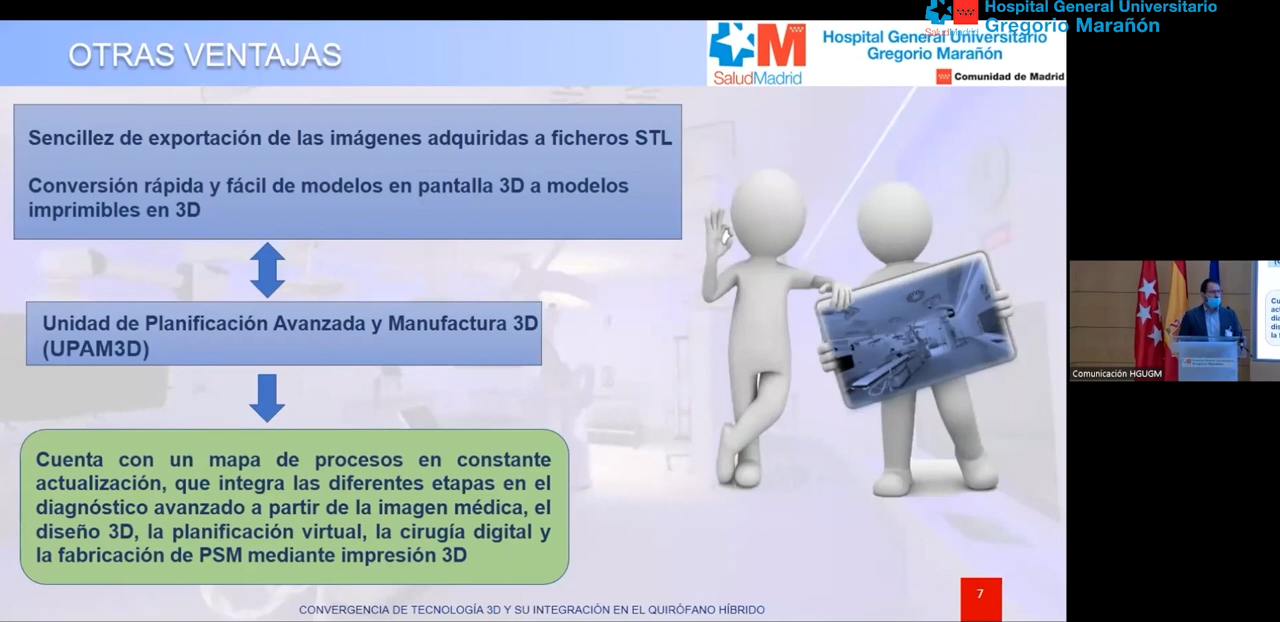 Hospital General Universitario
Gregorio Marañón
SaludMadrid
OTRAS VENTAJAS
SaludMadrid
Hospital General Universitario
Gregorio Marañón
Comunidad de Madrid
Sencillez de exportación de las imágenes adquiridas a ficheros STL
Conversión rápida y fácil de modelos en pantalla 3D a modelos
imprimibles en 3D
Unidad de Planificación Avanzada y Manufactura 3D
(UPAM3D)
Cuenta con un mapa de procesos en constante
actualización, que integra las diferentes etapas en el
diagnóstico avanzado a partir de la imagen médica, el
diseño 3D, la planificación virtual, la cirugía digital y
la fabricación de PSM mediante impresión 3D
Comunicación HGUGM
CONVERGENCIA DE TECNOLOGÍA 3D Y SU INTEGRACIÓN EN EL QUIRÓFANO HÍBRIDO
7